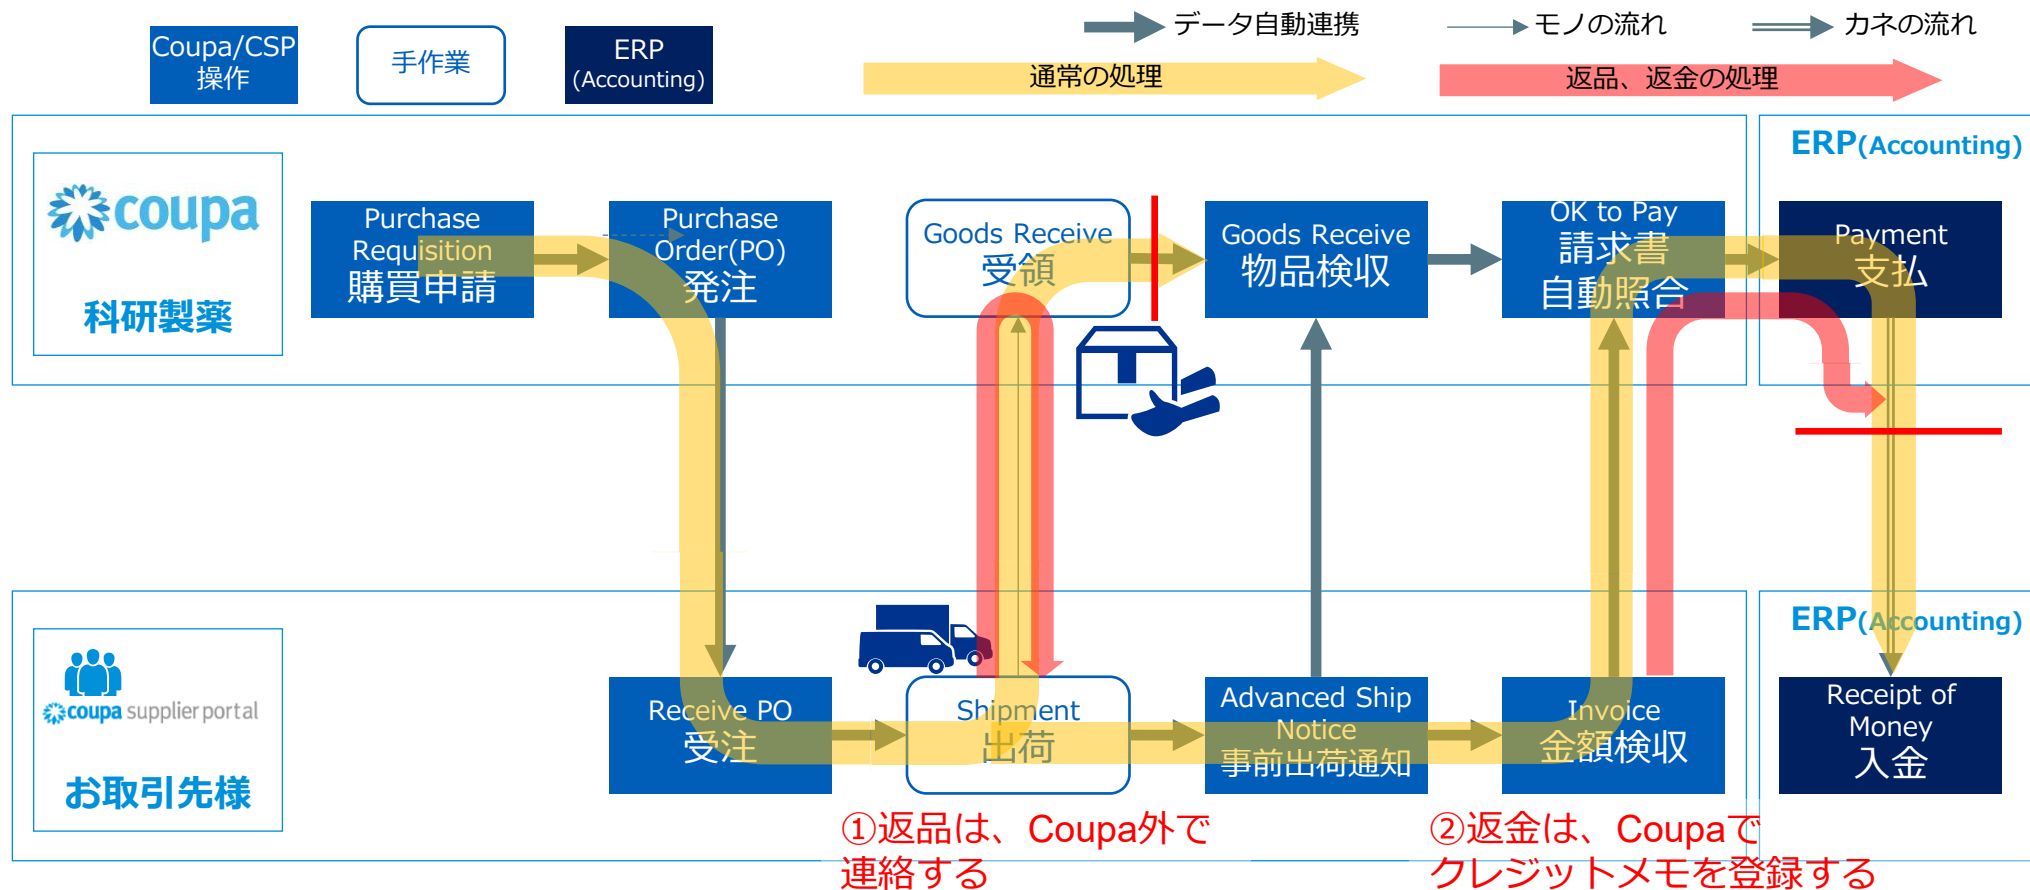 Coupa/CSP
操作
手作業
ERP
(Accounting)
データ自動連携
モノの流れ
カネの流れ
通常の処理
返品、返金の処理
ERP(Accounting)
coupa
科研製薬
Purchase
Requisition
購買申請
Purchase
Order(PO)
発注
Goods Receive
受領
Goods Receive
物品検収
OK to Pay
請求書
自動照合
Payment
支払
ERP(Accounting)
coupa supplier portal
お取引先様
Receive PO
受注
Shipment
出荷
Advanced Ship
Notice
事前出荷通知
Invoice
金額検収
Receipt of
Money
入金
①返品は、Coupa外で
連絡する
②返金は、Coupaで
クレジットメモを登録する